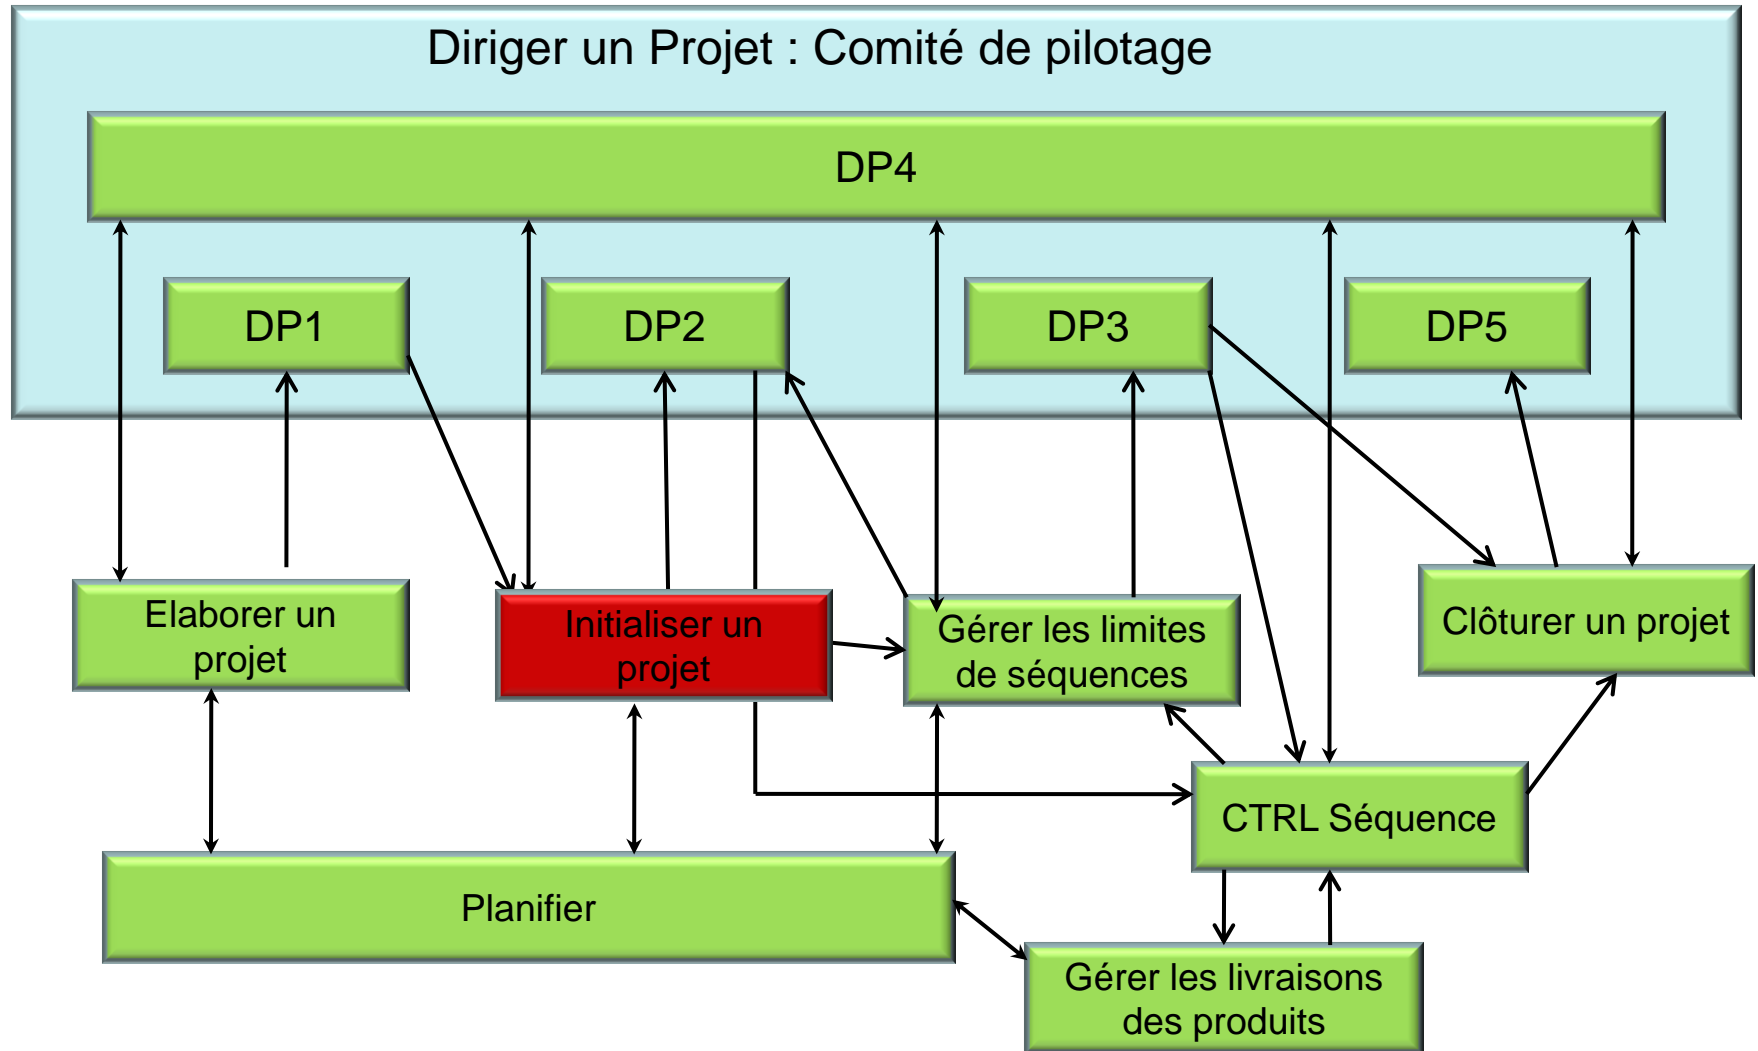 Diriger un Projet : Comité de pilotage
DP4
DP1
DP2
DP3
DP5
Elaborer un
projet
Initialiser un
projet
Gérer les limites
de séquences
Clôturer un projet
CTRL Séquence
Planifier
Gérer les livraisons
des produits